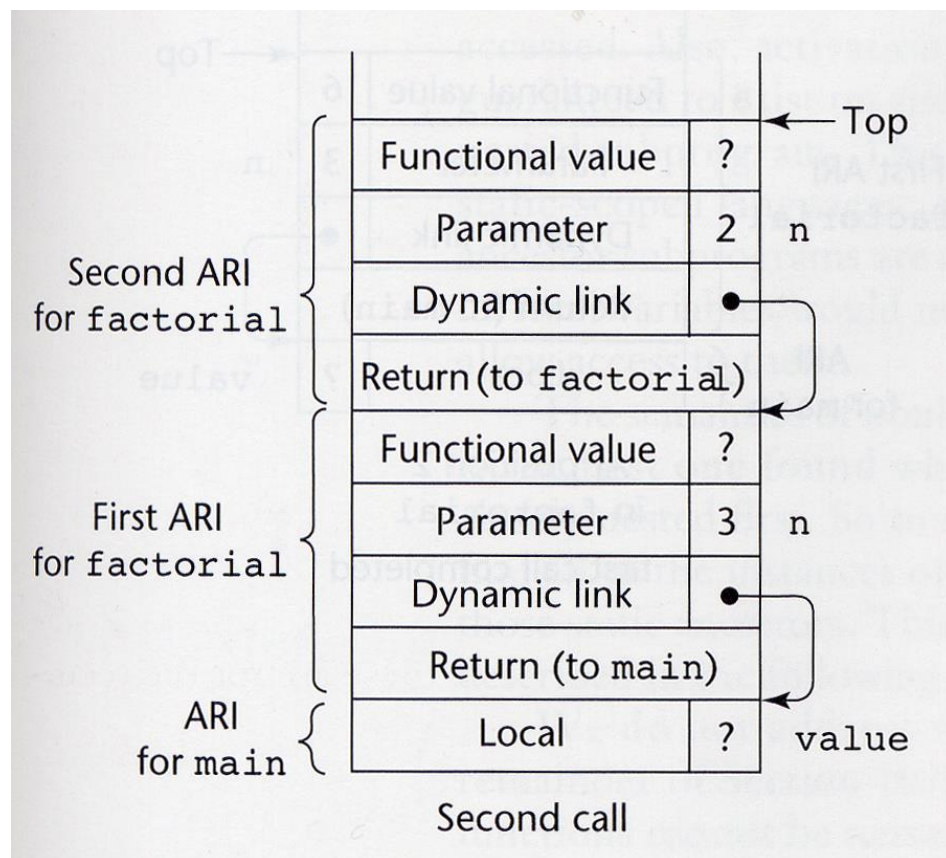 Top
Functional value ?
Parameter 2 n
Second ARI
for factorial
Dynamic link
Return (to factorial)
Functional value ?
First ARI
for factorial
Parameter 3 n
Dynamic link
Return (to main)
ARI
for main
Local ? value
Second call